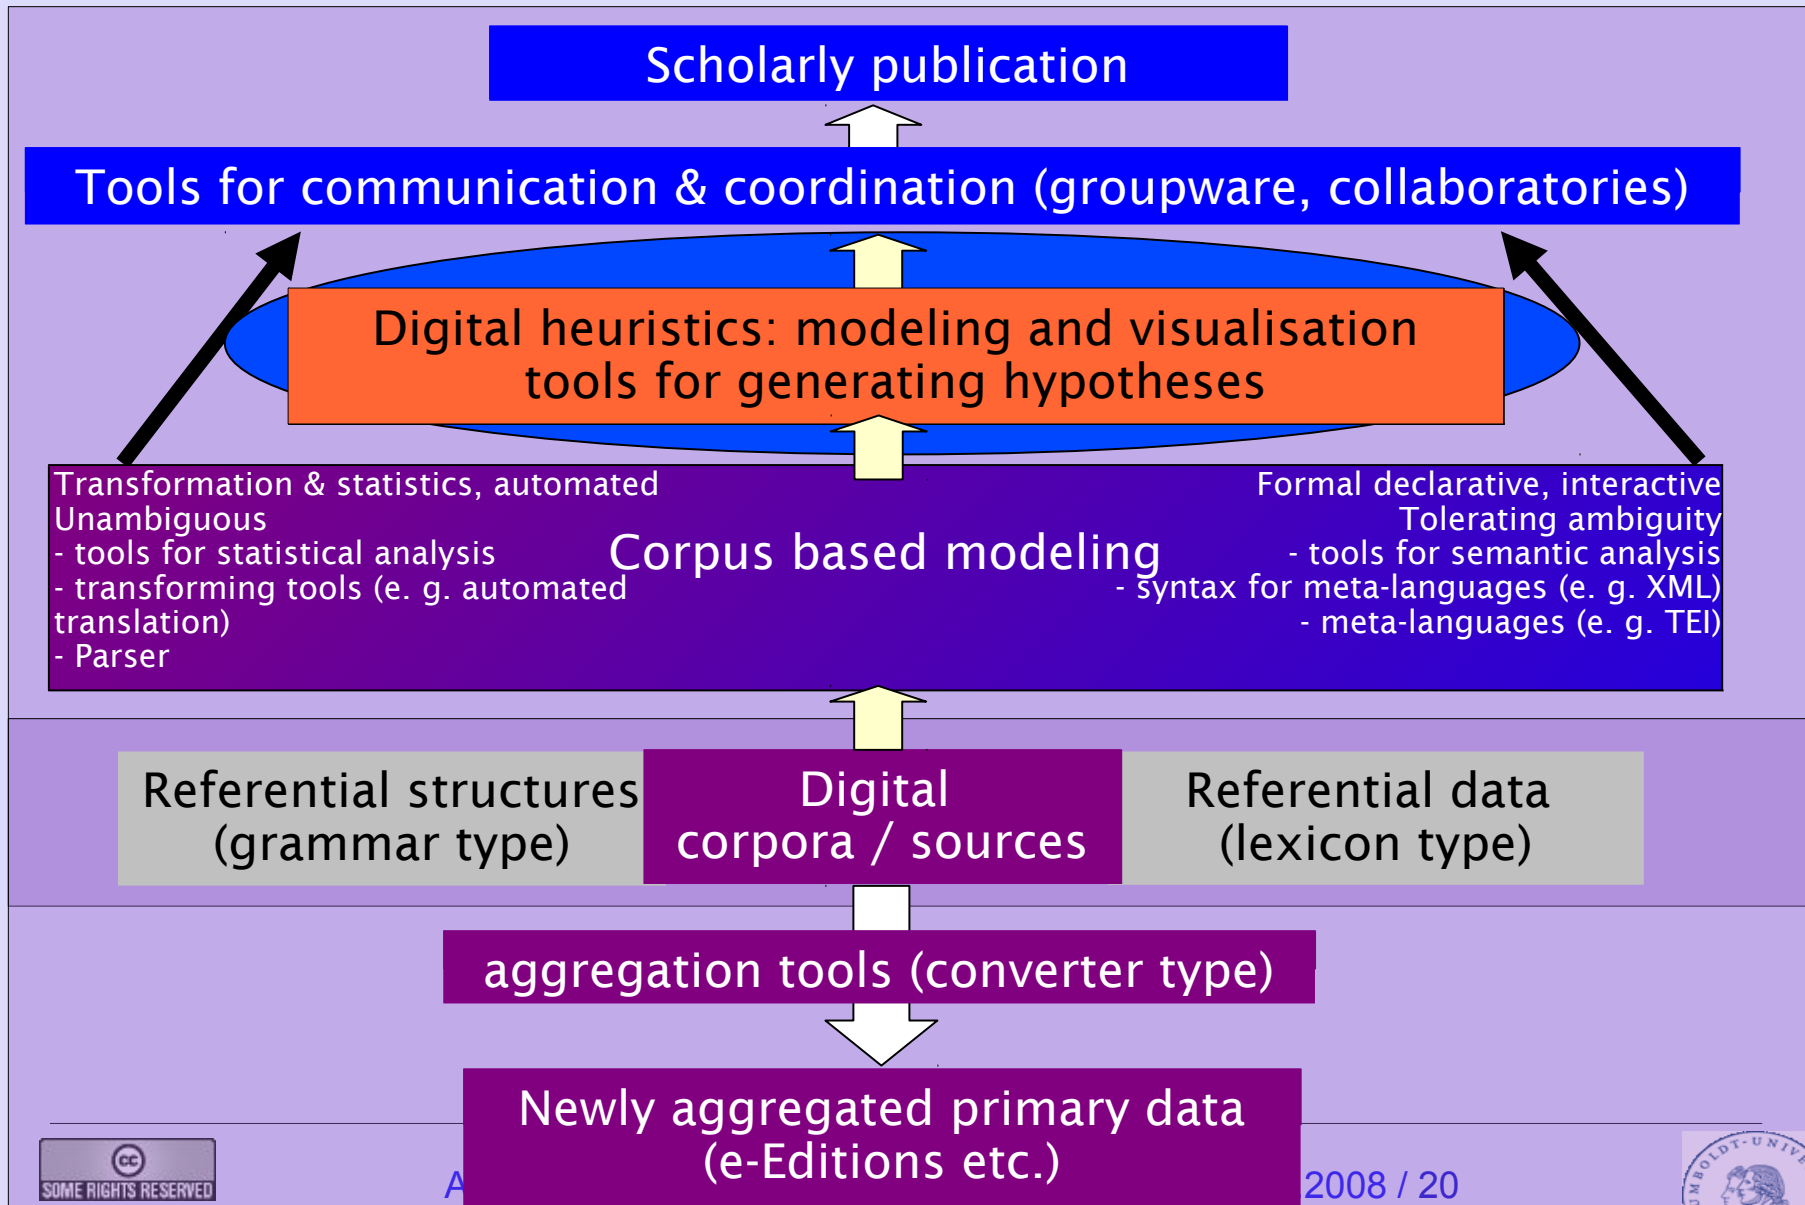 Scholarly publication
Tools for communication & coordination (groupware, collaboratories)
Digital heuristics: modeling and visualisation
tools for generating hypotheses
Transformation & statistics, automated
Unambiguous
- tools for statistical analysis
- transforming tools (e. g. automated
translation)
- Parser
Corpus based modeling
Formal declarative, interactive
Tolerating ambiguity
- tools for semantic analysis
- syntax for meta-languages (e. g. XML)
- meta-languages (e. g. TEI)
Referential structures
(grammar type)
Digital
corpora / sources
Referential data
(lexicon type)
aggregation tools (converter type)
Newly aggregated primary data
(e-Editions etc.)
cc
SOME RIGHTS RESERVED
2008 / 20